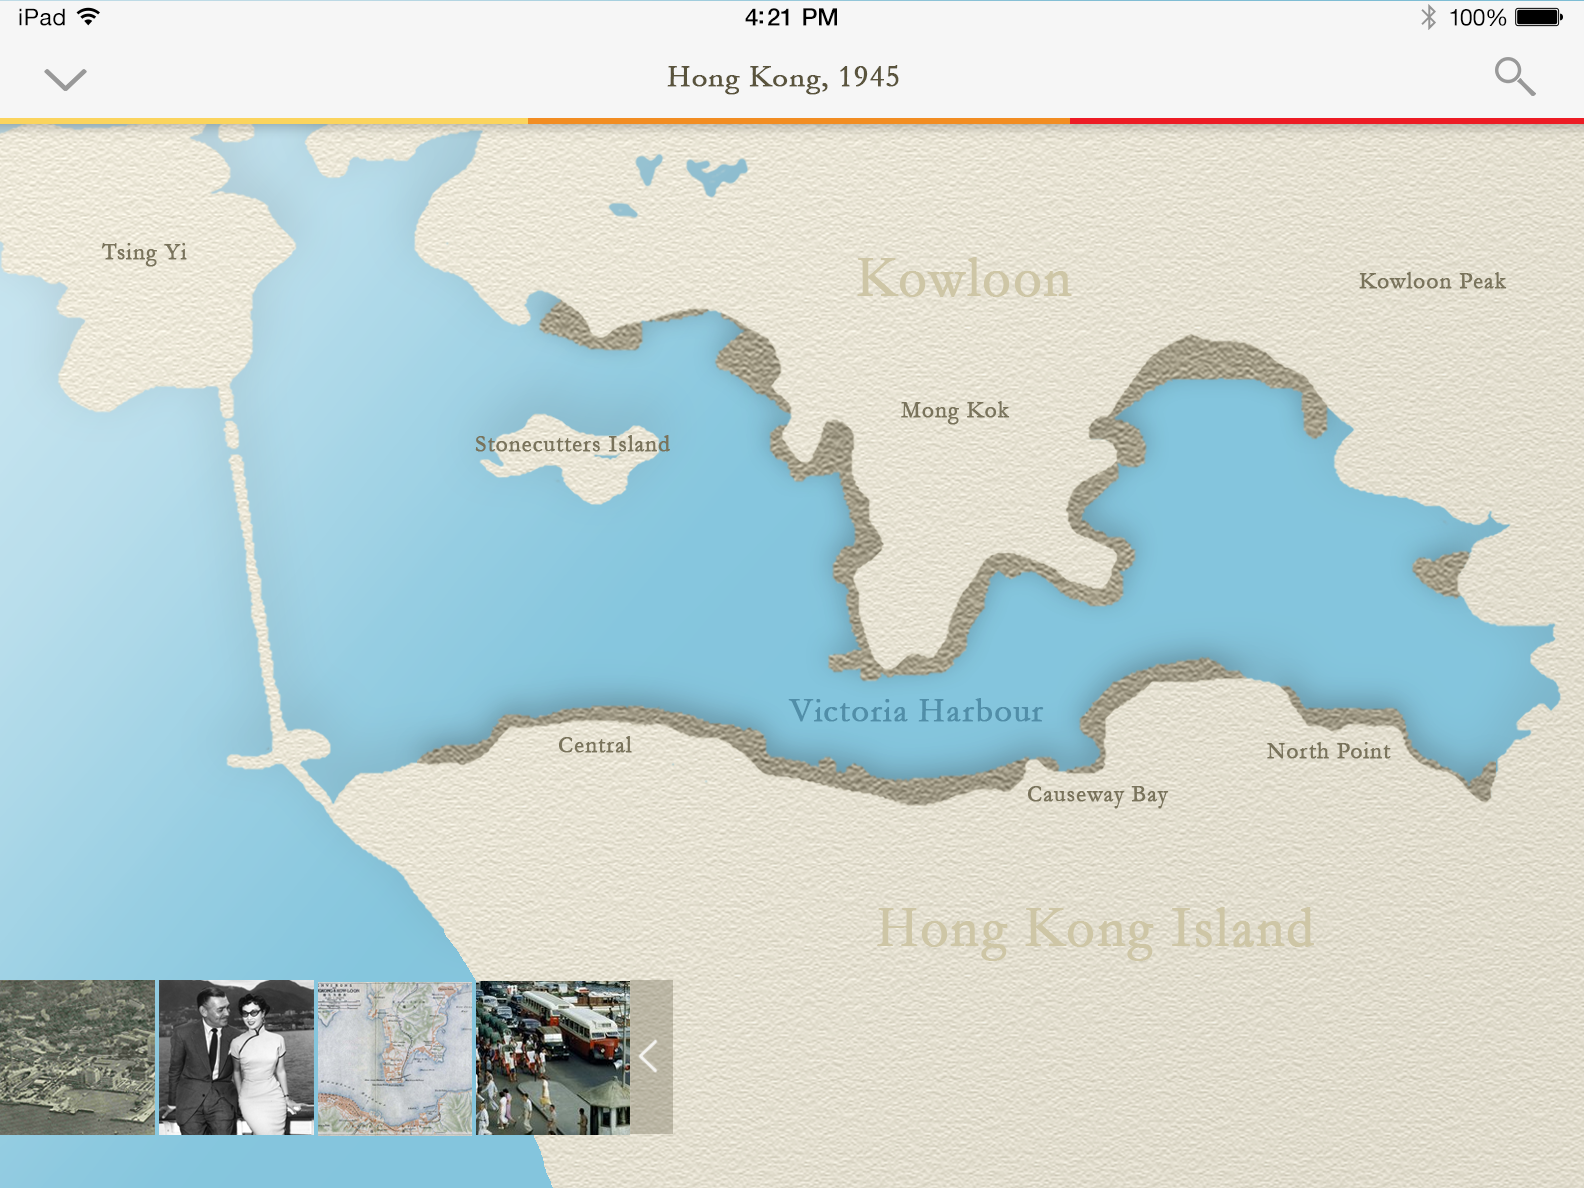 iPad
4:21 PM
100%
Hong Kong, 1945
Tsing Yi
Kowloon
Kowloon Peak
Mong Kok
Stonecutters Island
Victoria Harbour
Central
North Point
Causeway Bay
Hong Kong Island